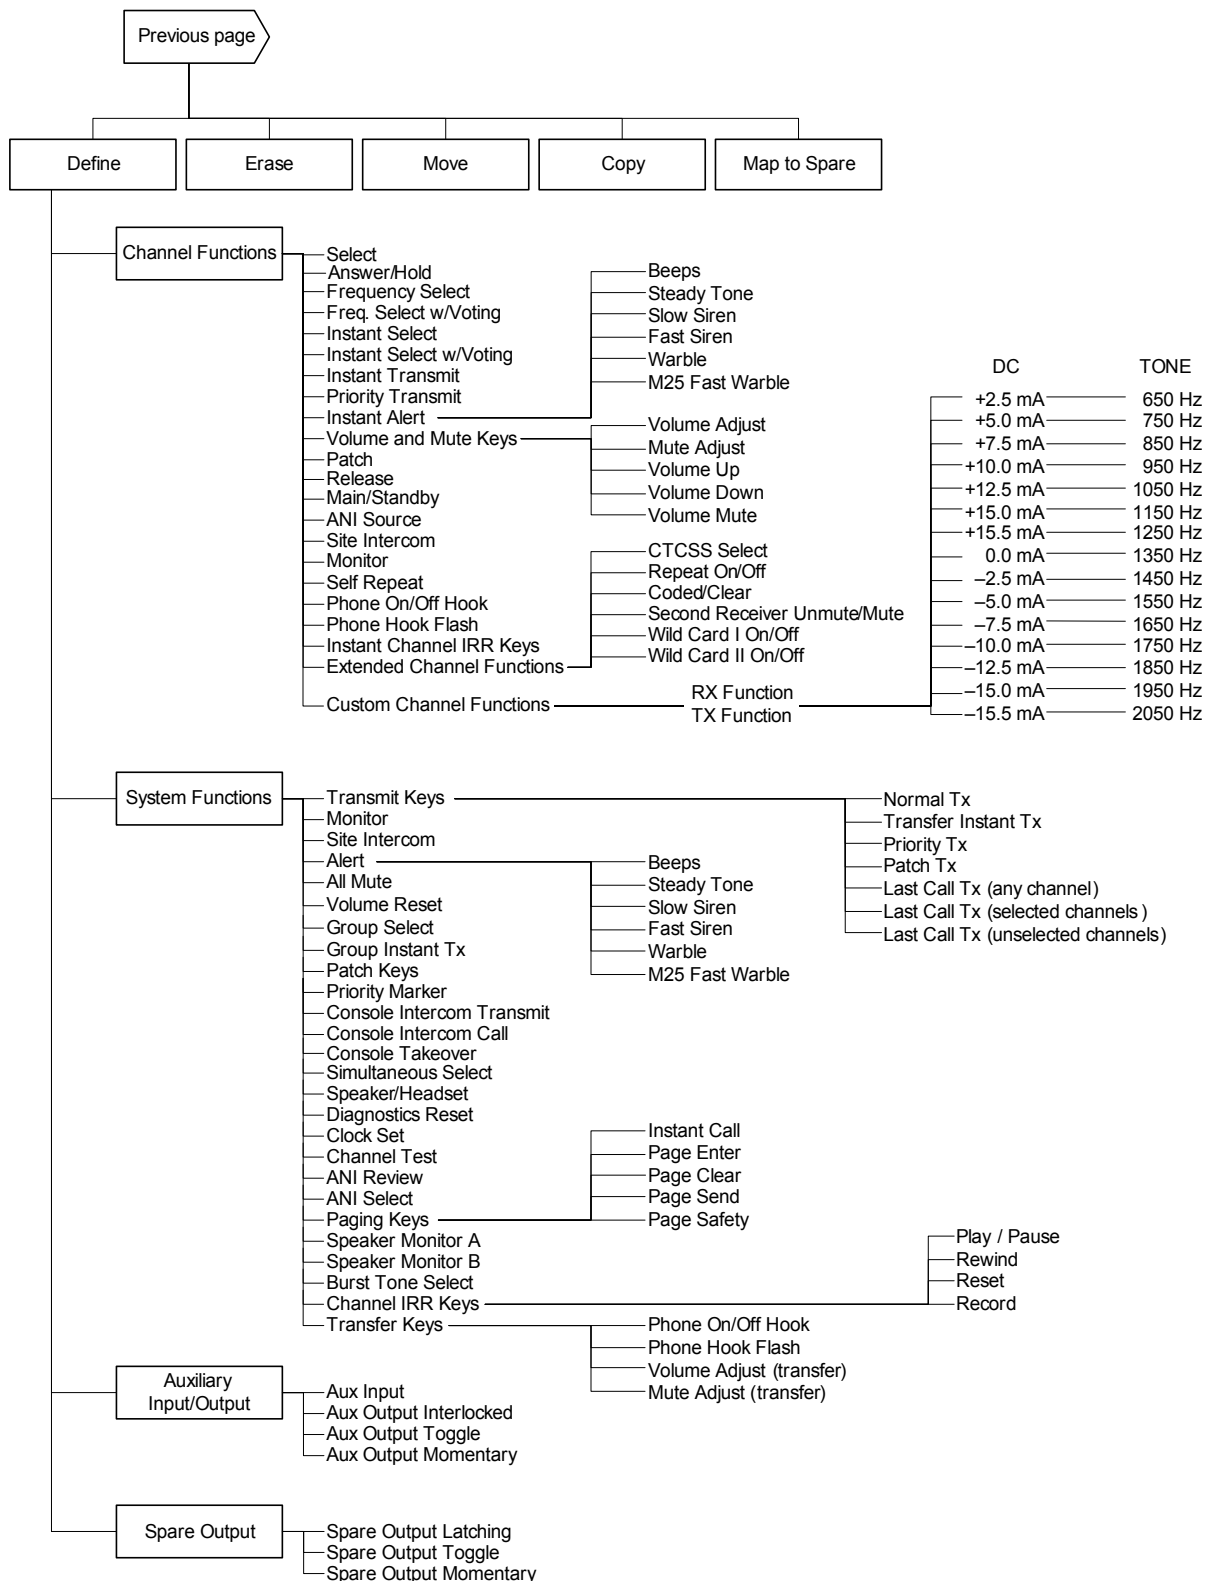 Previous page
Define
Erase
Move
Copy
Map to Spare
Channel Functions
Select
Answer/Hold
Frequency Select
Freq. Select w/Voting
Instant Select
Instant Select w/Voting
Instant Transmit
Priority Transmit
Instant Alert
Volume and Mute Keys
Patch
Release
Main/Standby
ANI Source
Site Intercom
Monitor
Self Repeat
Phone On/Off Hook
Phone Hook Flash
Instant Channel IRR Keys
Extended Channel Functions
Custom Channel Functions
Beeps
Steady Tone
Slow Siren
Fast Siren
Warble
M25 Fast Warble
Volume Adjust
Mute Adjust
Volume Up
Volume Down
Volume Mute
CTCSS Select
Repeat On/Off
Coded/Clear
Second Receiver Unmute/Mute
Wild Card I On/Off
Wild Card II On/Off
RX Function
TX Function
DC TONE
+2.5 mA 650 Hz
+5.0 mA 750 Hz
+7.5 mA 850 Hz
+10.0 mA 950 Hz
+12.5 mA 1050 Hz
+15.0 mA 1150 Hz
+15.5 mA 1250 Hz
0.0 mA 1350 Hz
–2.5 mA 1450 Hz
–5.0 mA 1550 Hz
–7.5 mA 1650 Hz
–10.0 mA 1750 Hz
–12.5 mA 1850 Hz
–15.0 mA 1950 Hz
–15.5 mA 2050 Hz
System Functions
Transmit Keys
Monitor
Site Intercom
Alert
All Mute
Volume Reset
Group Select
Group Instant Tx
Patch Keys
Priority Marker
Console Intercom Transmit
Console Intercom Call
Console Takeover
Simultaneous Select
Speaker/Headset
Diagnostics Reset
Clock Set
Channel Test
ANI Review
ANI Select
Paging Keys
Speaker Monitor A
Speaker Monitor B
Burst Tone Select
Channel IRR Keys
Transfer Keys
Normal Tx
Transfer Instant Tx
Priority Tx
Patch Tx
Last Call Tx (any channel)
Last Call Tx (selected channels)
Last Call Tx (unselected channels)
Beeps
Steady Tone
Slow Siren
Fast Siren
Warble
M25 Fast Warble
Instant Call
Page Enter
Page Clear
Page Send
Page Safety
Play / Pause
Rewind
Reset
Record
Phone On/Off Hook
Phone Hook Flash
Volume Adjust (transfer)
Mute Adjust (transfer)
Auxiliary
Input/Output
Aux Input
Aux Output Interlocked
Aux Output Toggle
Aux Output Momentary
Spare Output
Spare Output Latching
Spare Output Toggle
Spare Output Momentary